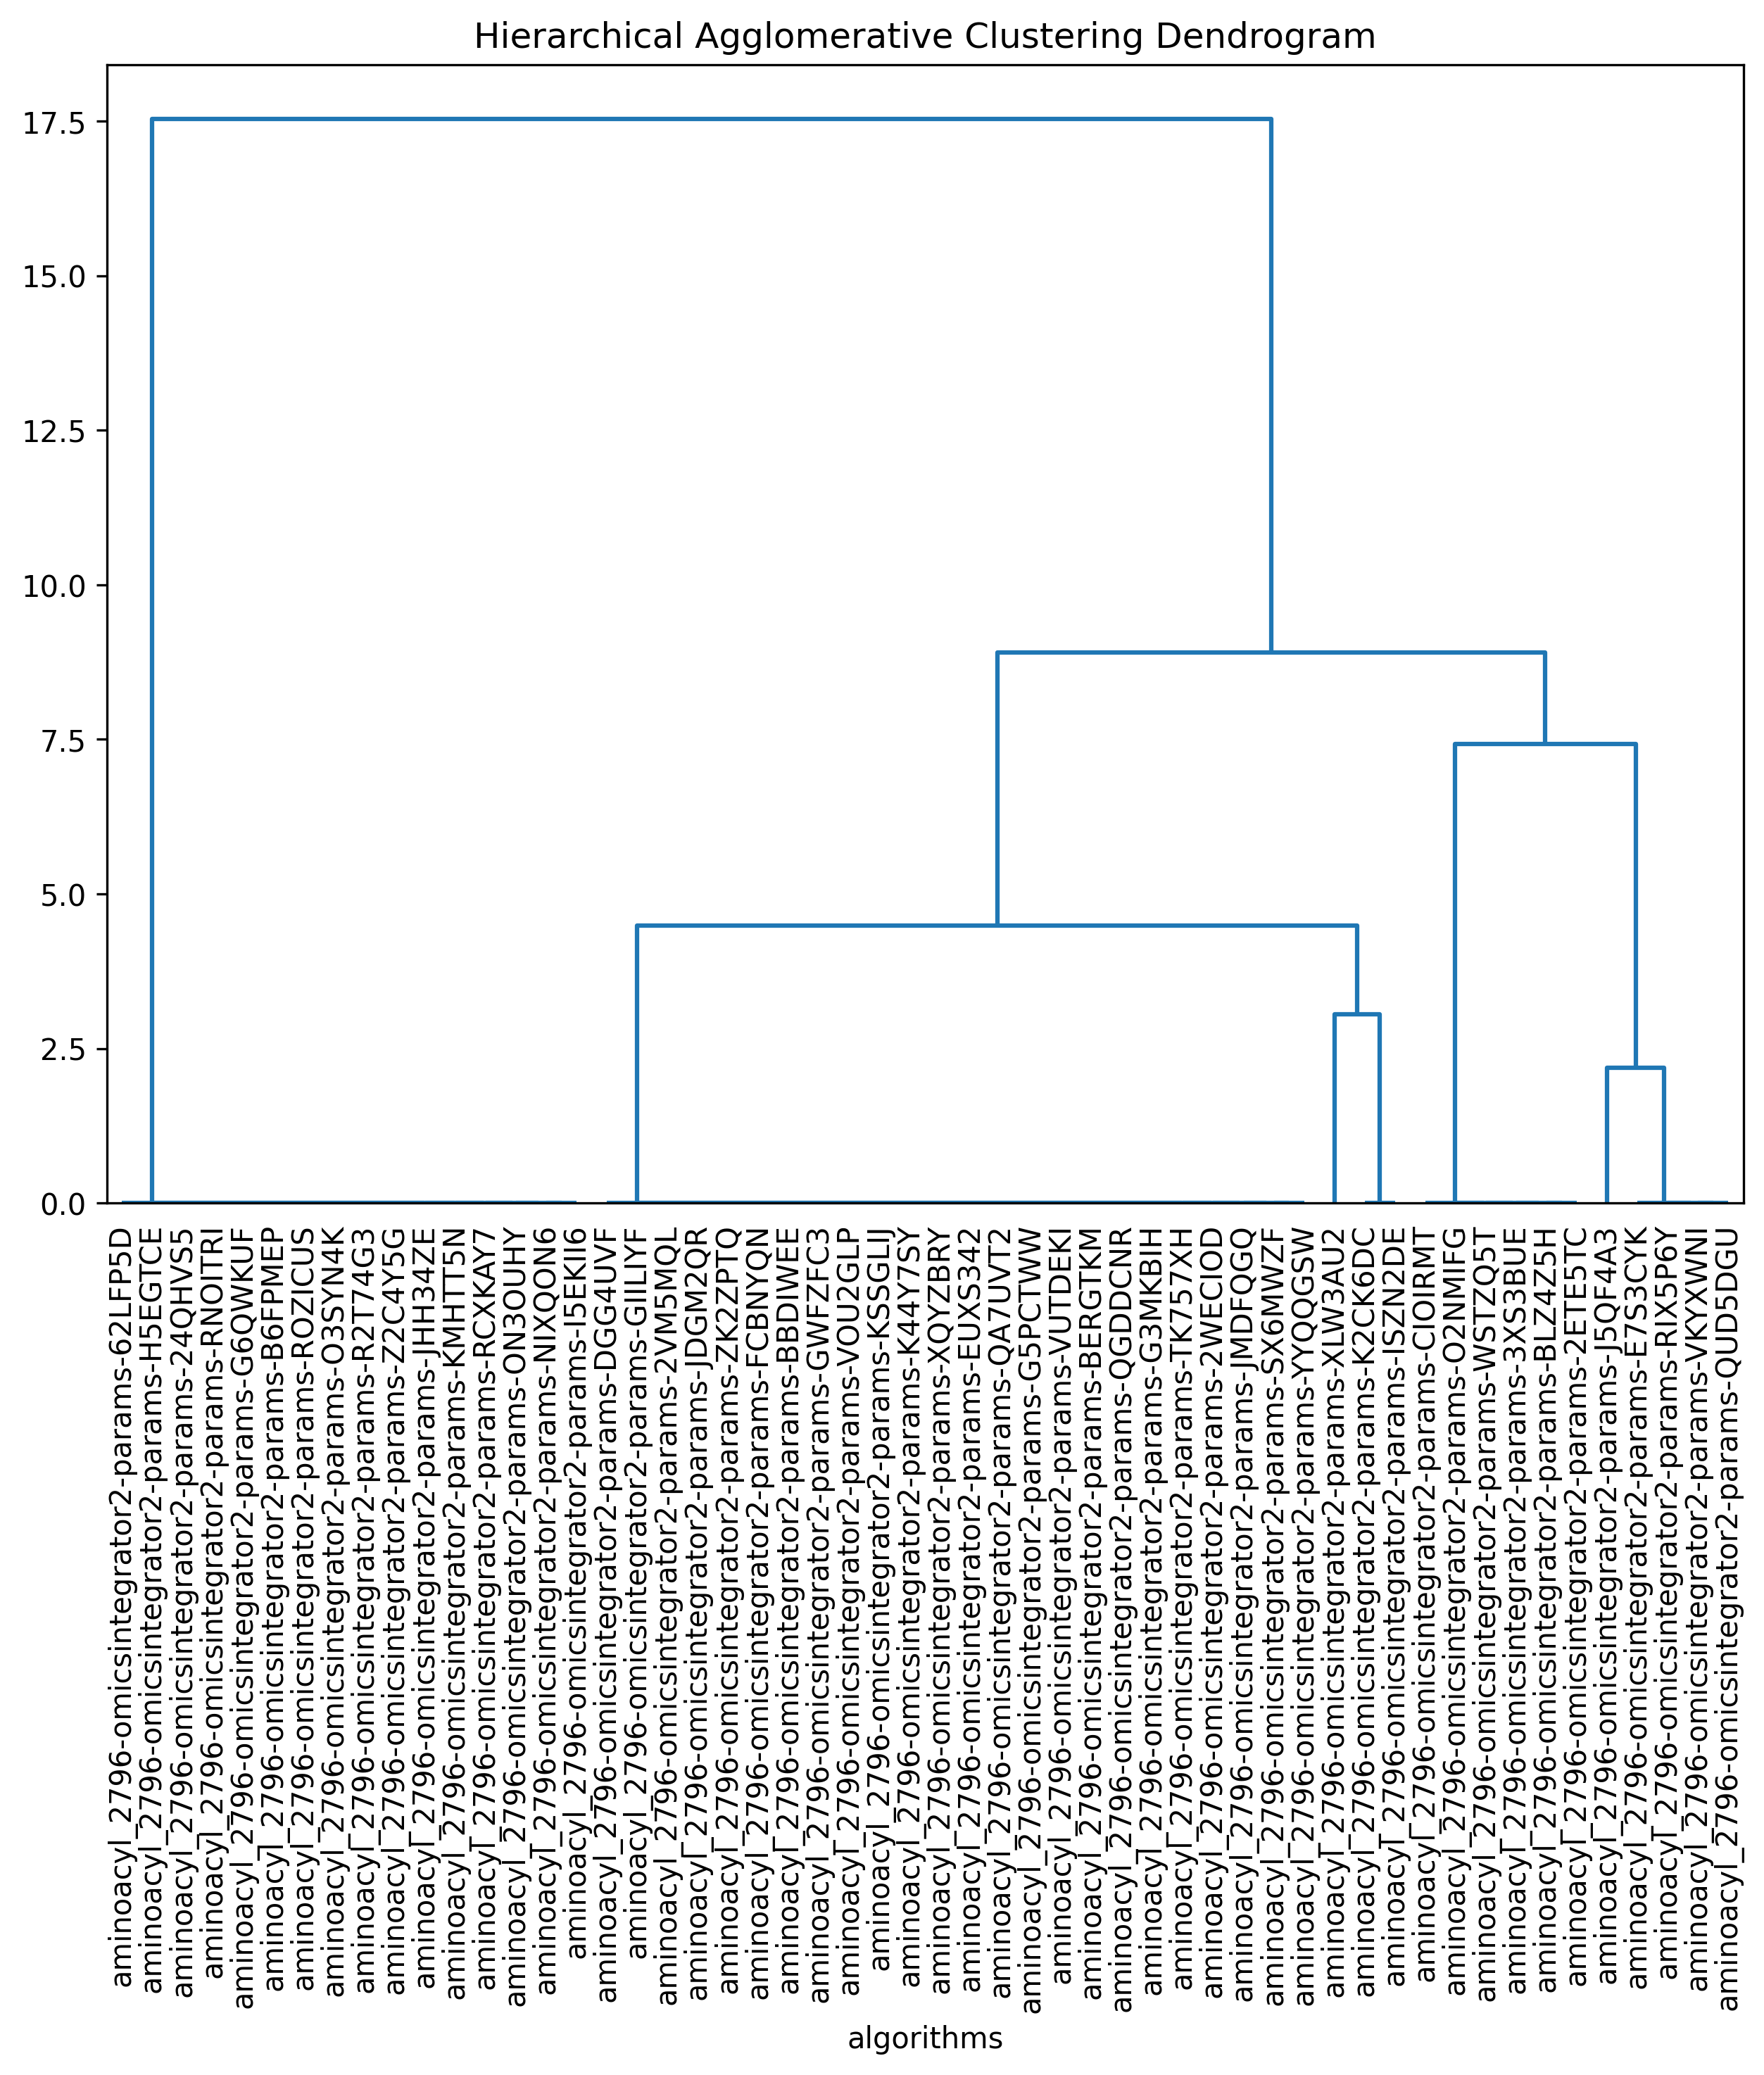 Hierarchical Agglomerative Clustering Dendrogram
17.5
15.0
12.5
10.0
7.5
5.0
2.5
0.0
aminoacyl_2796-omicsintegrator2-params-62LFP5D
aminoacyl_2796-omicsintegrator2-params-H5EGTCE
aminoacyl_2796-omicsintegrator2-params-24QHVS5
aminoacyl_2796-omicsintegrator2-params-RNOITRI
aminoacyl_2796-omicsintegrator2-params-G6QWKUF
aminoacyl_2796-omicsintegrator2-params-B6FPMEP
aminoacyl_2796-omicsintegrator2-params-ROZICUS
aminoacyl_2796-omicsintegrator2-params-O3SYN4K
aminoacyl_2796-omicsintegrator2-params-R2T74G3
aminoacyl_2796-omicsintegrator2-params-Z2C4Y5G
aminoacyl_2796-omicsintegrator2-params-JHH34ZE
aminoacyl_2796-omicsintegrator2-params-KMHTT5N
aminoacyl_2796-omicsintegrator2-params-RCXKAY7
aminoacyl_2796-omicsintegrator2-params-ON3OUHY
aminoacyl_2796-omicsintegrator2-params-NIXQON6
aminoacyl_2796-omicsintegrator2-params-I5EKII6
aminoacyl_2796-omicsintegrator2-params-DGG4UVF
aminoacyl_2796-omicsintegrator2-params-GIILIYF
aminoacyl_2796-omicsintegrator2-params-2VM5MQL
aminoacyl_2796-omicsintegrator2-params-JDGM2QR
aminoacyl_2796-omicsintegrator2-params-ZK2ZPTQ
aminoacyl_2796-omicsintegrator2-params-FCBNYQN
aminoacyl_2796-omicsintegrator2-params-BBDIWEE
aminoacyl_2796-omicsintegrator2-params-GWFZFC3
aminoacyl_2796-omicsintegrator2-params-VOU2GLP
aminoacyl_2796-omicsintegrator2-params-KSSGLIJ
aminoacyl_2796-omicsintegrator2-params-K44Y7SY
aminoacyl_2796-omicsintegrator2-params-XQYZBRY
aminoacyl_2796-omicsintegrator2-params-EUXS342
aminoacyl_2796-omicsintegrator2-params-QA7UVT2
aminoacyl_2796-omicsintegrator2-params-G5PCTWW
aminoacyl_2796-omicsintegrator2-params-VUTDEKI
aminoacyl_2796-omicsintegrator2-params-BERGTKM
aminoacyl_2796-omicsintegrator2-params-QGDDCNR
aminoacyl_2796-omicsintegrator2-params-G3MKBIH
aminoacyl_2796-omicsintegrator2-params-TK757XH
aminoacyl_2796-omicsintegrator2-params-2WECIOD
aminoacyl_2796-omicsintegrator2-params-JMDFQGQ
aminoacyl_2796-omicsintegrator2-params-SX6MWZF
aminoacyl_2796-omicsintegrator2-params-YYQQGSW
aminoacyl_2796-omicsintegrator2-params-XLW3AU2
aminoacyl_2796-omicsintegrator2-params-K2CK6DC
aminoacyl_2796-omicsintegrator2-params-ISZN2DE
aminoacyl_2796-omicsintegrator2-params-CIOIRMT
aminoacyl_2796-omicsintegrator2-params-O2NMIFG
aminoacyl_2796-omicsintegrator2-params-WSTZQ5T
aminoacyl_2796-omicsintegrator2-params-3XS3BUE
aminoacyl_2796-omicsintegrator2-params-BLZ4Z5H
aminoacyl_2796-omicsintegrator2-params-2ETE5TC
aminoacyl_2796-omicsintegrator2-params-J5QF4A3
aminoacyl_2796-omicsintegrator2-params-E7S3CYK
aminoacyl_2796-omicsintegrator2-params-RIX5P6Y
aminoacyl_2796-omicsintegrator2-params-VKYXWNI
aminoacyl_2796-omicsintegrator2-params-QUD5DGU
algorithms